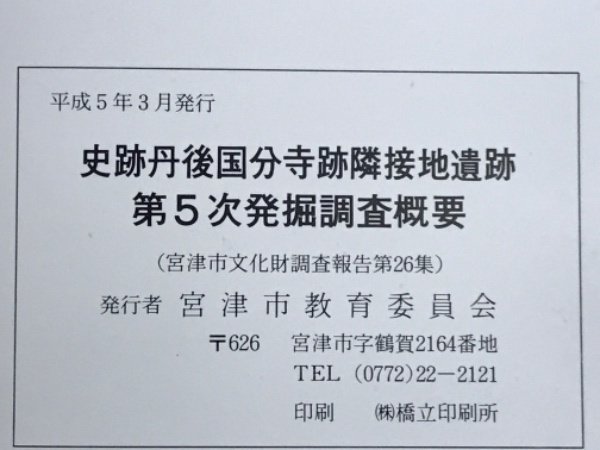 平成5年3月発行
史跡丹後国分寺跡隣接地遺跡
第5次発掘調査概要
（宮津市文化財調査報告第26集）
発行者 宮津市教育委員会
〒626 宮津市字鶴賀2164番地
TEL (0772)22－2121
印刷 ㈱橋立印刷所